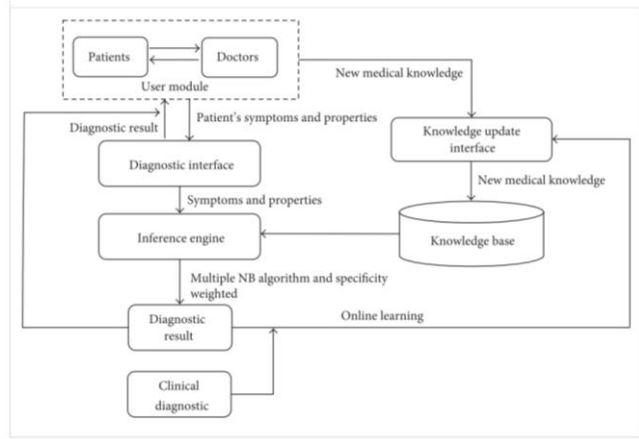 Patients
Doctors
User module
New medical knowledge
Diagnostic result
Patient's symptoms and properties
Knowledge update
interface
Diagnostic interface
New medical knowledge
Symptoms and properties
Inference engine
Knowledge base
Multiple NB algorithm and specificity
weighted
Diagnostic
result
Online learning
Clinical
diagnostic